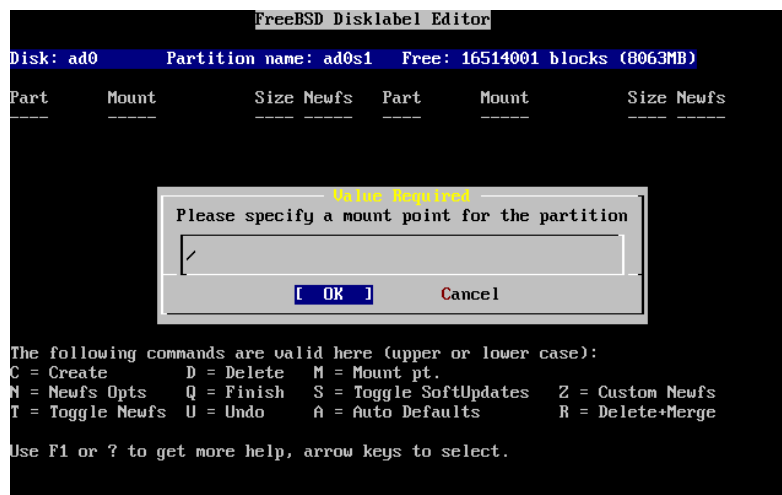 FreeBSD Disklabel Editor
Disk: ad0 Partition name: ad0s1 Free: 16514001 blocks (8063MB)
Part Mount Size Newfs Part Mount Size Newfs
---- ----- ---- ----- ---- ----- ---- -----
Value Required
Please specify a mount point for the partition
/
[ OK ] Cancel
The following commands are valid here (upper or lower case):
C = Create D = Delete M = Mount pt.
N = Newfs Opts Q = Finish S = Toggle SoftUpdates Z = Custom Newfs
T = Toggle Newfs U = Undo A = Auto Defaults R = Delete+Merge
Use F1 or ? to get more help, arrow keys to select.